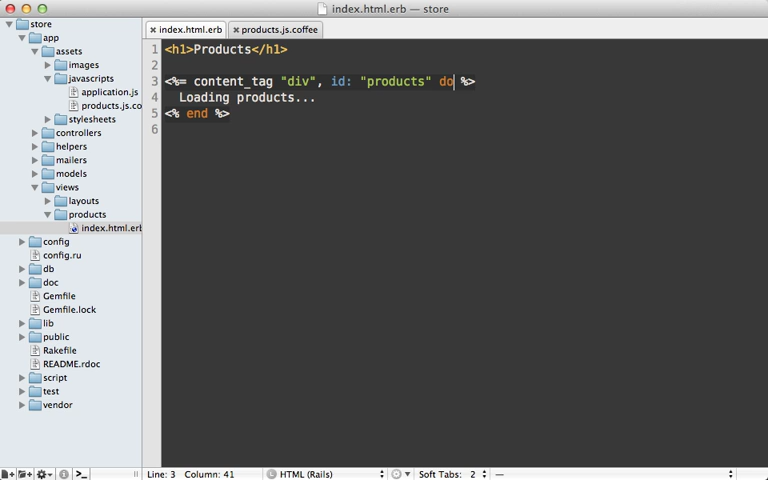 index.html.erb — store
store
app
assets
images
javascripts
application.js
products.js.co
stylesheets
controllers
helpers
mailers
models
views
layouts
products
index.html.erb
config
config.ru
db
doc
Gemfile
Gemfile.lock
lib
public
Rakefile
README.rdoc
script
test
vendor
× index.html.erb × products.js.coffee
1 <h1>Products</h1>
2
3 <%= content_tag "div", id: "products" do %>
4 Loading products...
5 <% end %>
6
Line: 3 Column: 41 L HTML (Rails) Soft Tabs: 2 —